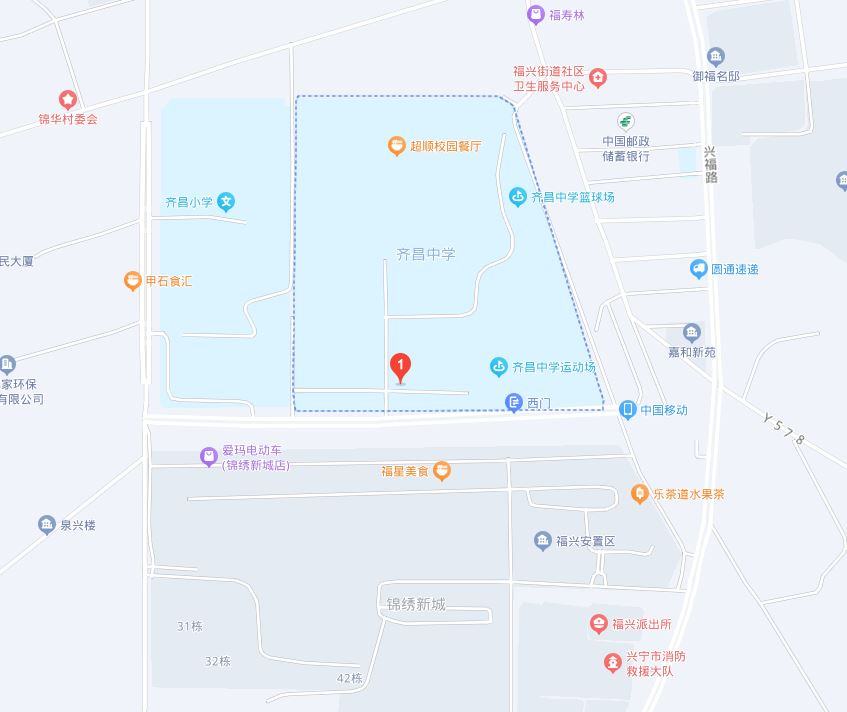 福寿林
福兴街道社区
卫生服务中心
御福名邸
锦华村委会
中国邮政
储蓄银行
超顺校园餐厅
兴福路
齐昌小学
齐昌中学篮球场
齐昌中学
民大厦
甲石食汇
圆通速递
嘉和新苑
1
齐昌中学运动场
家环保
有限公司
西门
中国移动
Y578
爱玛电动车
(锦绣新城店)
福星美食
乐茶道水果茶
泉兴楼
福兴安置区
锦绣新城
31栋
福兴派出所
32栋
兴宁市消防
救援大队
42栋